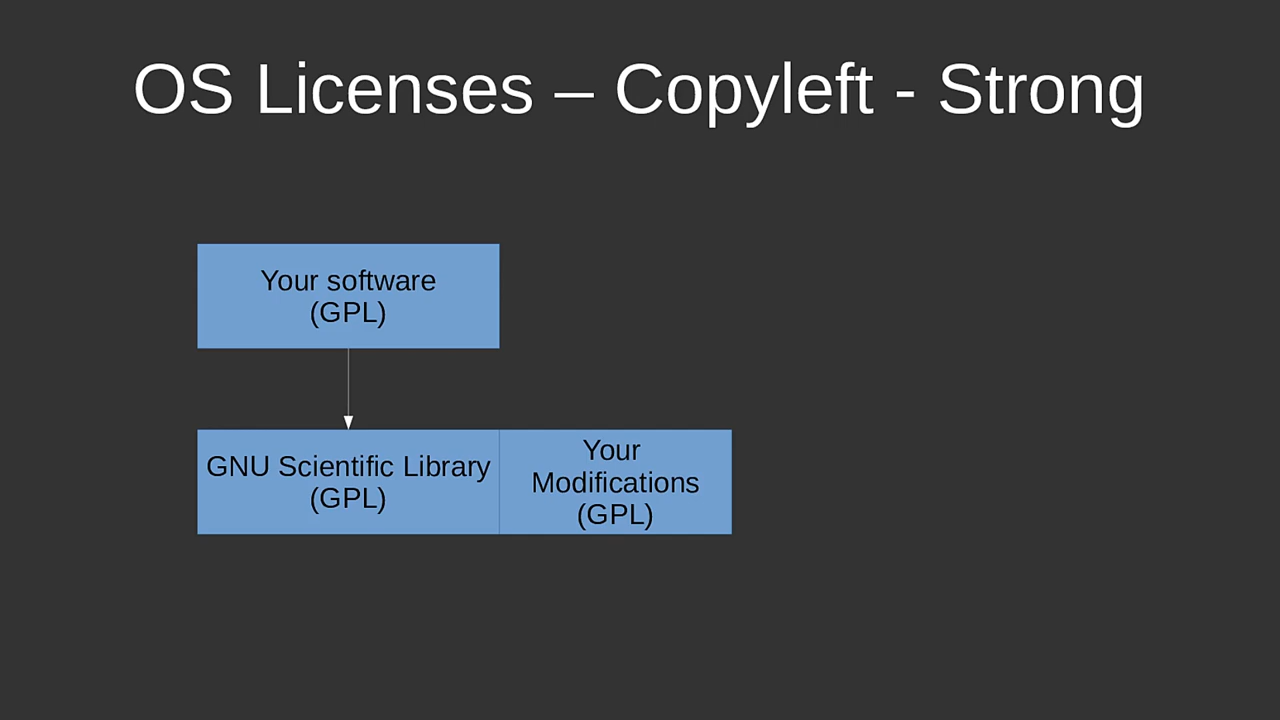 OS Licenses – Copyleft - Strong
Your software
(GPL)
GNU Scientific Library
(GPL)
Your
Modifications
(GPL)